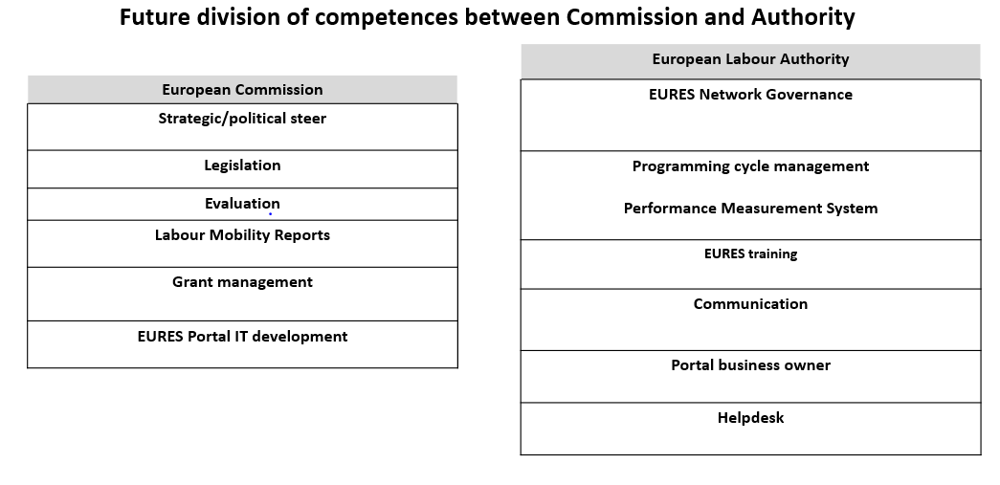 Future division of competences between Commission and Authority
European Commission
Strategic/political steer
Legislation
Evaluation
Labour Mobility Reports
Grant management
EURES Portal IT development
European Labour Authority
EURES Network Governance
Programming cycle management
Performance Measurement System
EURES training
Communication
Portal business owner
Helpdesk